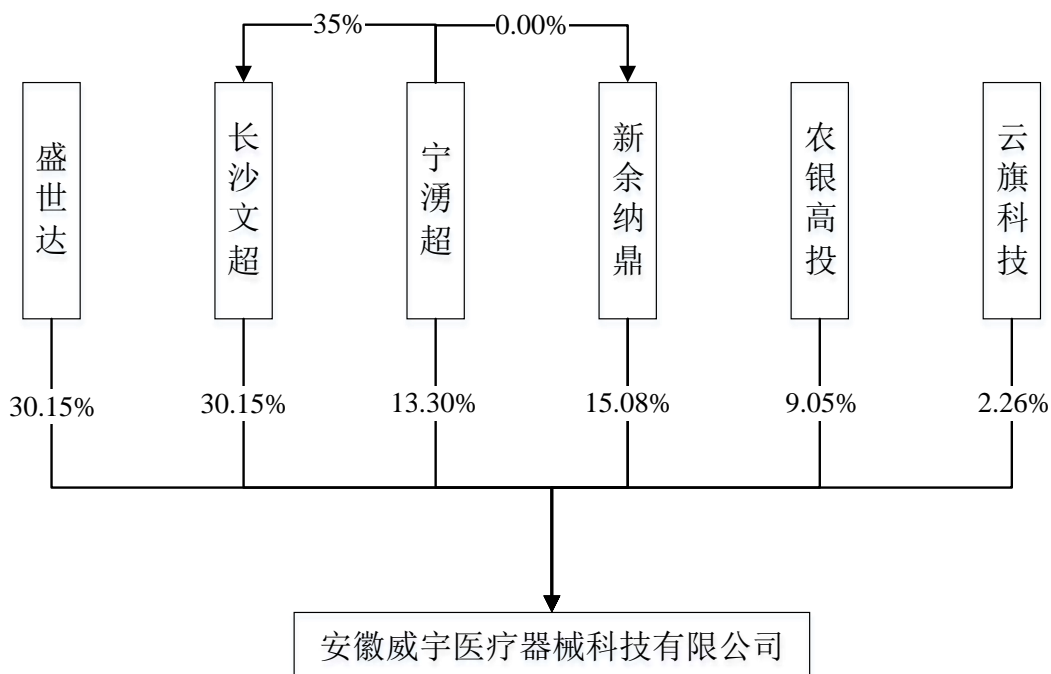 35%
0.00%
盛世达
长沙文超
宁湧超
新余纳鼎
农银高投
云旗科技
30.15%
30.15%
13.30%
15.08%
9.05%
2.26%
安徽威宇医疗器械科技有限公司